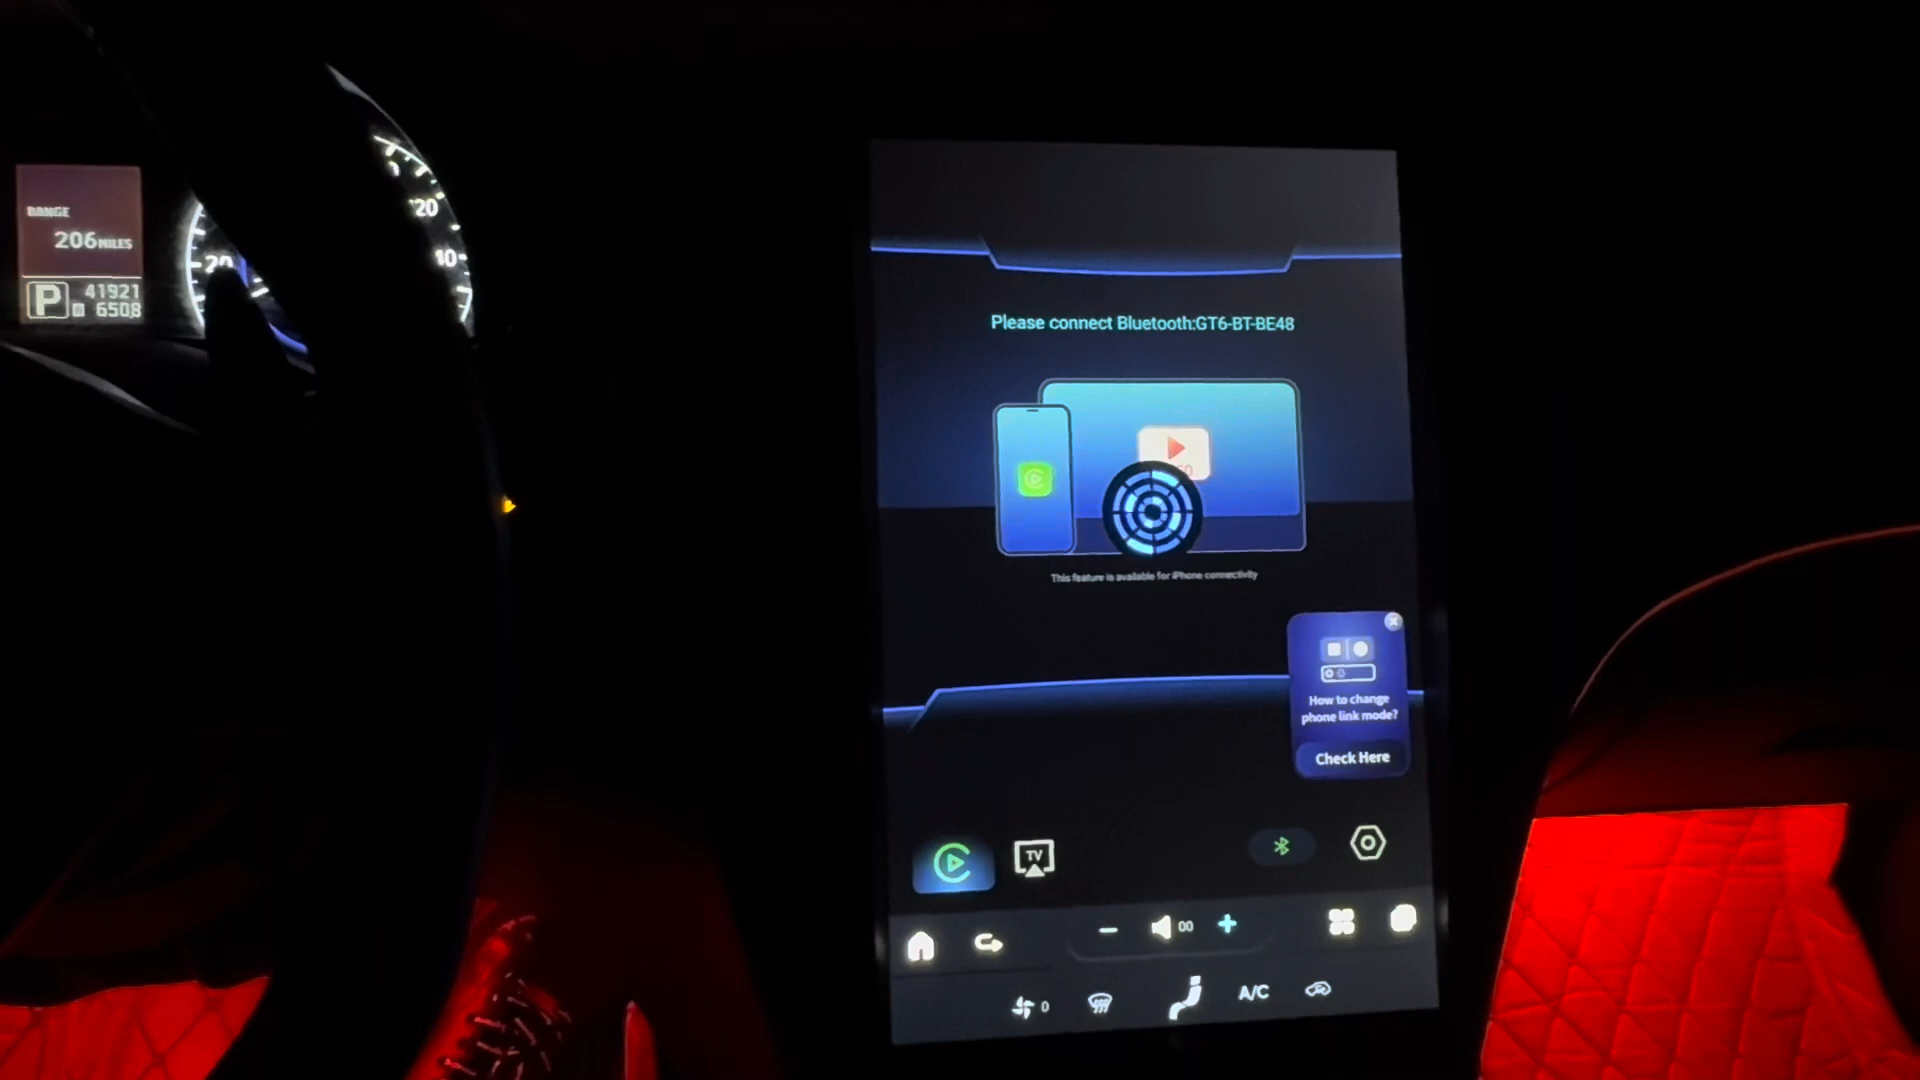 RANGE
206 MILES
P 41921
6508
20
20
10
Please connect Bluetooth:GT6-BT-BE48
This feature is available for iPhone connectivity
How to change
phone link mode?
Check Here
TV
00
0
A/C